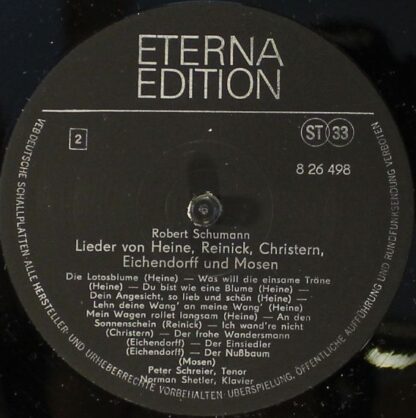 ETERNA
EDITION
ST 33
2
8 26 498
Robert Schumann
Lieder von Heine, Reinick, Christern,
Eichendorff und Mosen
Die Lotosblume (Heine) — Was will die einsame Träne
(Heine) — Du bist wie eine Blume (Heine) —
Dein Angesicht, so lieb und schön (Heine) —
Lehn deine Wang' an meine Wang' (Heine)
Mein Wagen rollet langsam (Heine) — An den
Sonnenschein (Reinick) — Ich wand're nicht
(Christern) — Der frohe Wandersmann
(Eichendorff) — Der Einsiedler
(Eichendorff) — Der Nußbaum
(Mosen)
Peter Schreier, Tenor
Norman Shetler, Klavier
VEB DEUTSCHE SCHALLPLATTEN · ALLE HERSTELLER- UND URHEBERRECHTE VORBEHALTEN · ÜBERSPIELUNG, ÖFFENTLICHE AUFFÜHRUNG UND RUNDFUNKSENDUNG VERBOTEN